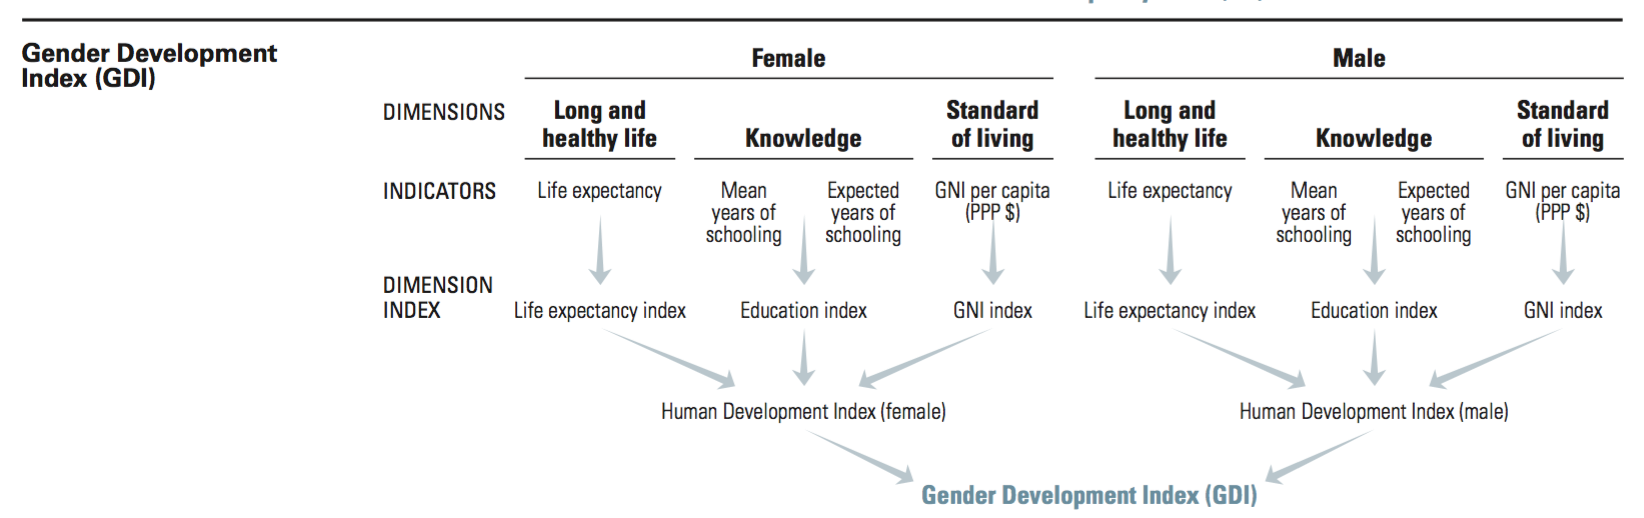 Gender Development
Index (GDI)
Female
Male
DIMENSIONS
Long and
healthy life
Knowledge
Standard
of living
Long and
healthy life
Knowledge
Standard
of living
INDICATORS
Life expectancy
Mean
years of
schooling
Expected
years of
schooling
GNI per capita
(PPP $)
Life expectancy
Mean
years of
schooling
Expected
years of
schooling
GNI per capita
(PPP $)
DIMENSION
INDEX
Life expectancy index
Education index
GNI index
Life expectancy index
Education index
GNI index
Human Development Index (female)
Human Development Index (male)
Gender Development Index (GDI)